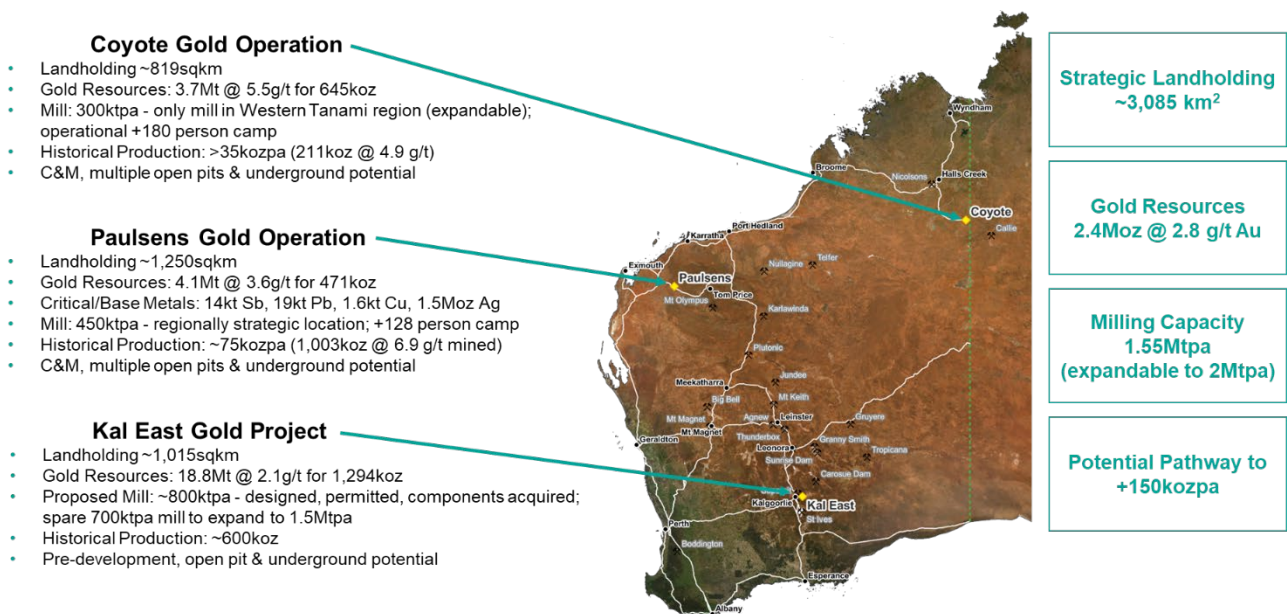 Coyote Gold Operation
• Landholding ~819sqkm
• Gold Resources: 3.7Mt @ 5.5g/t for 645koz
• Mill: 300ktpa - only mill in Western Tanami region (expandable);
operational +180 person camp
• Historical Production: >35kozpa (211koz @ 4.9 g/t)
• C&M, multiple open pits & underground potential
Paulsens Gold Operation
• Landholding ~1,250sqkm
• Gold Resources: 4.1Mt @ 3.6g/t for 471koz
• Critical/Base Metals: 14kt Sb, 19kt Pb, 1.6kt Cu, 1.5Moz Ag
• Mill: 450ktpa - regionally strategic location; +128 person camp
• Historical Production: ~75kozpa (1,003koz @ 6.9 g/t mined)
• C&M, multiple open pits & underground potential
Kal East Gold Project
• Landholding ~1,015sqkm
• Gold Resources: 18.8Mt @ 2.1g/t for 1,294koz
• Proposed Mill: ~800ktpa - designed, permitted, components acquired;
spare 700ktpa mill to expand to 1.5Mtpa
• Historical Production: ~600koz
• Pre-development, open pit & underground potential
Wyndham
Broome
Nicolsons
Halls Creek
Coyote
Callie
Port Hedland
Karratha
Exmouth
Nullagine
Telfer
Paulsens
Tom Price
Mt Olympus
Karlawinda
Plutonic
Meekatharra
Jundee
Big Bell
Mt Keith
Mt Magnet
Agnew
Leinster
Gruyere
Mt Magnet
Thunderbox
Geraldton
Leonora
Granny Smith
Sunrise Dam
Tropicana
Carosue Dam
Kalgoorlie
Kal East
St Ives
Perth
Boddington
Esperance
Albany
Strategic Landholding
~3,085 km²
Gold Resources
2.4Moz @ 2.8 g/t Au
Milling Capacity
1.55Mtpa
(expandable to 2Mtpa)
Potential Pathway to
+150kozpa